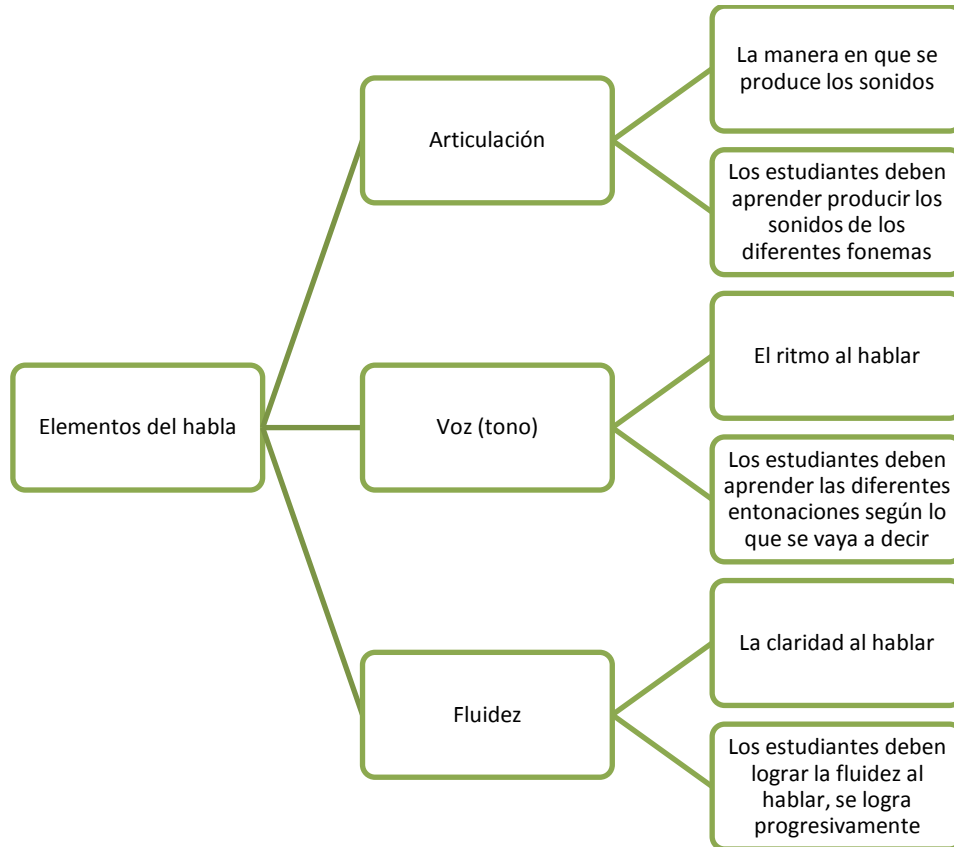 Elementos del habla
Articulación
La manera en que se
produce los sonidos
Los estudiantes deben
aprender producir los
sonidos de los
diferentes fonemas
Voz (tono)
El ritmo al hablar
Los estudiantes deben
aprender las diferentes
entonaciones según lo
que se vaya a decir
Fluidez
La claridad al hablar
Los estudiantes deben
lograr la fluidez al
hablar, se logra
progresivamente